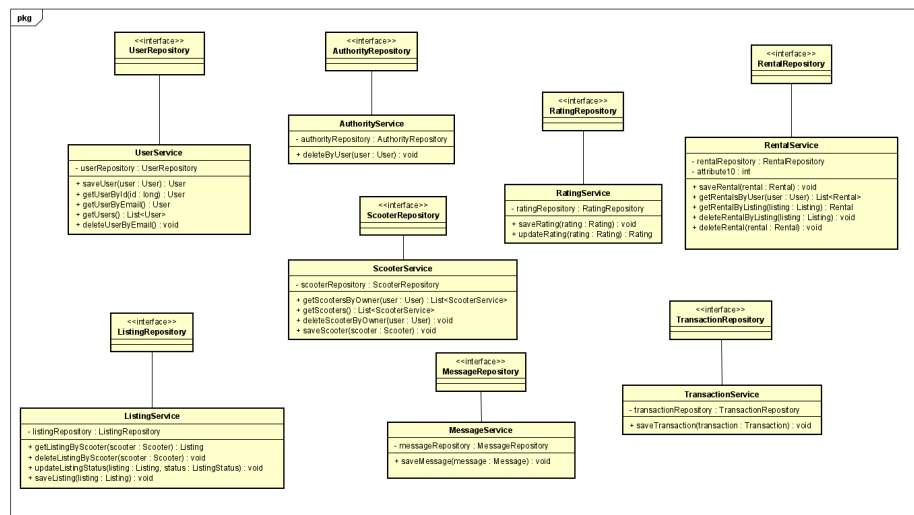 pkg
<<interface>>
UserRepository
<<interface>>
AuthorityRepository
<<interface>>
RentalRepository
<<interface>>
RatingRepository
AuthorityService
- authorityRepository : AuthorityRepository
+ deleteByUser(user : User) : void
UserService
- userRepository : UserRepository
+ saveUser(user : User) : User
+ getUserById(id : long) : User
+ getUserByEmail() : User
+ getUsers() : List<User>
+ deleteUserByEmail() : void
RentalService
- rentalRepository : RentalRepository
- attribute10 : int
+ saveRental(rental : Rental) : void
+ getRentalsByUser(user : User) : List<Rental>
+ getRentalByListing(listing : Listing) : Rental
+ deleteRentalByListing(listing : Listing) : void
+ deleteRental(rental : Rental) : void
<<interface>>
ScooterRepository
RatingService
- ratingRepository : RatingRepository
+ saveRating(rating : Rating) : void
+ updateRating(rating : Rating) : Rating
ScooterService
- scooterRepository : ScooterRepository
+ getScootersByOwner(user : User) : List<ScooterService>
+ getScooters() : List<ScooterService>
+ deleteScooterByOwner(user : User) : void
+ saveScooter(scooter : Scooter) : void
<<interface>>
ListingRepository
<<interface>>
TransactionRepository
<<interface>>
MessageRepository
TransactionService
- transactionRepository : TransactionRepository
+ saveTransaction(transaction : Transaction) : void
ListingService
- listingRepository : ListingRepository
+ getListingByScooter(scooter : Scooter) : Listing
+ deleteListingByScooter(scooter : Scooter) : void
+ updateListingStatus(listing : Listing, status : ListingStatus) : void
+ saveListing(listing : Listing) : void
MessageService
- messageRepository : MessageRepository
+ saveMessage(message : Message) : void